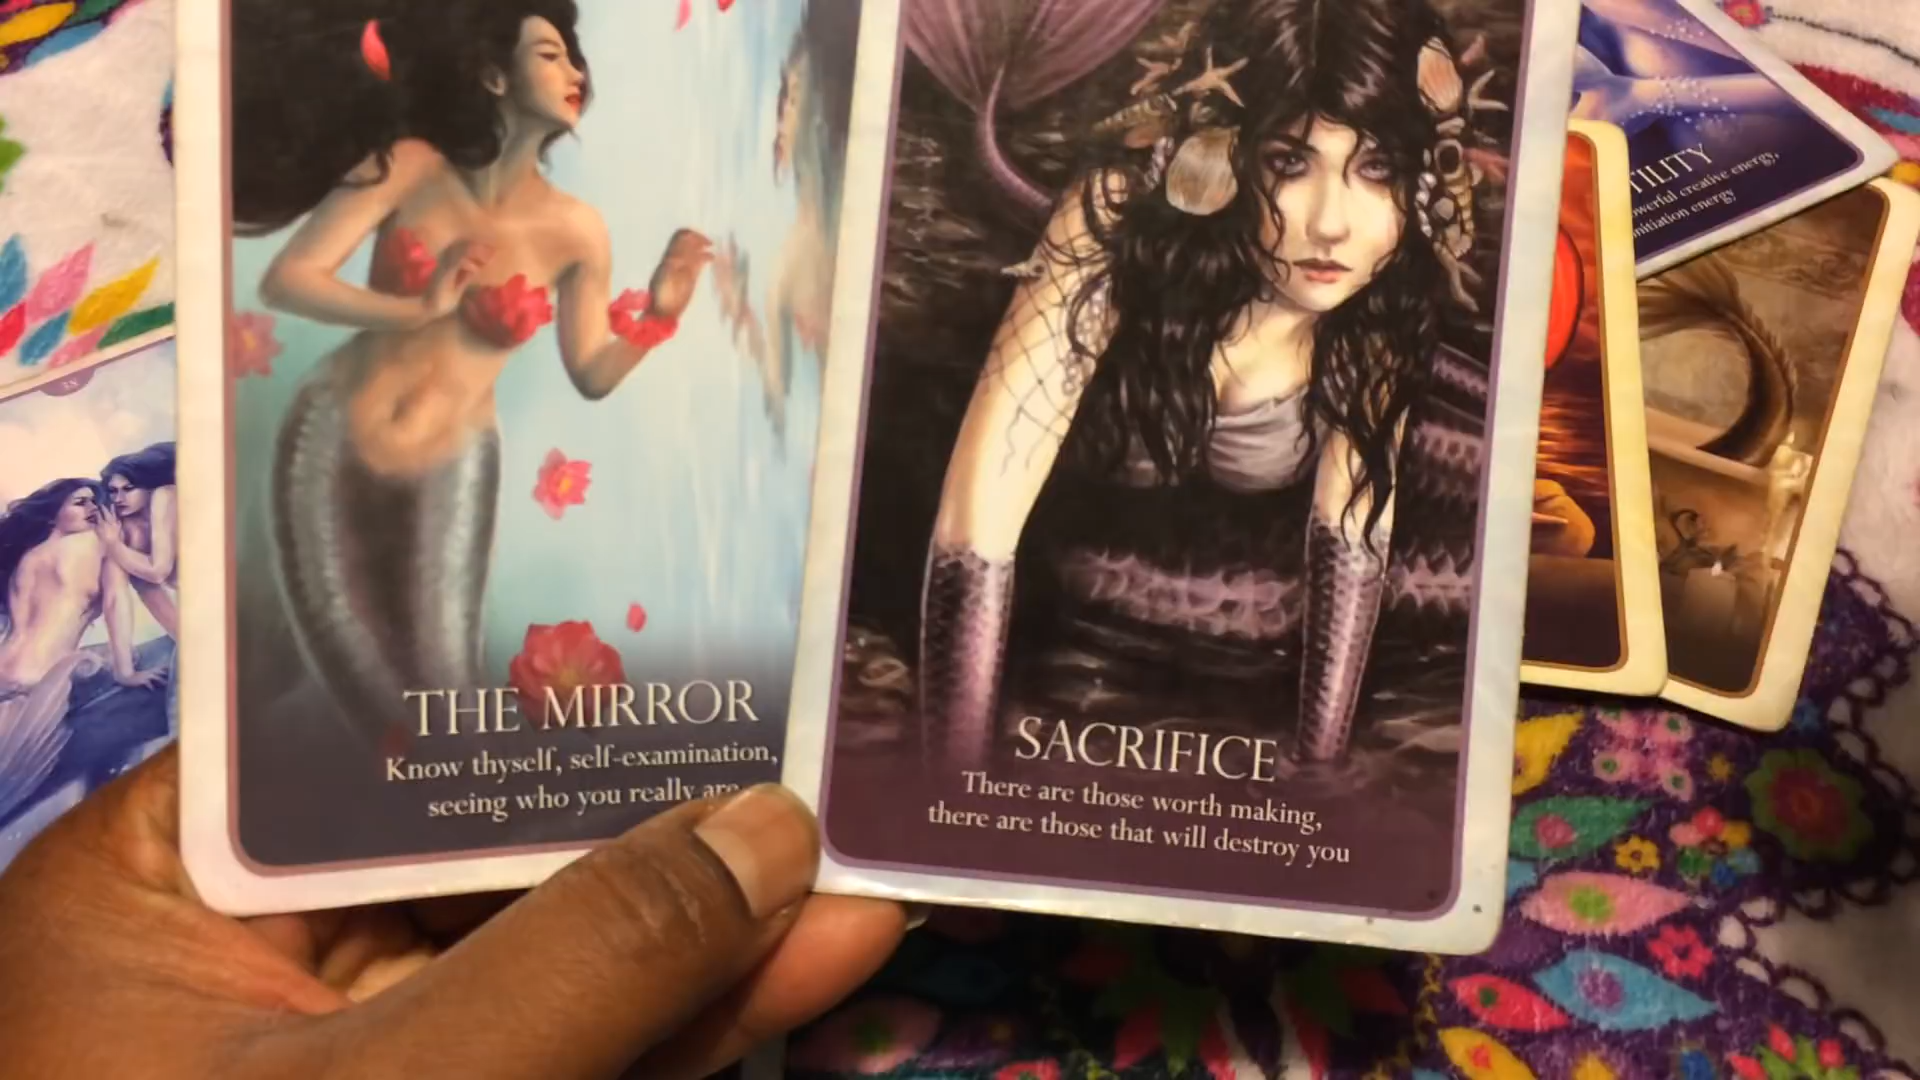 THE MIRROR
Know thyself, self-examination,
seeing who you really are
SACRIFICE
There are those worth making,
there are those that will destroy you
TILITY
owerful creative energy,
nitiation energy